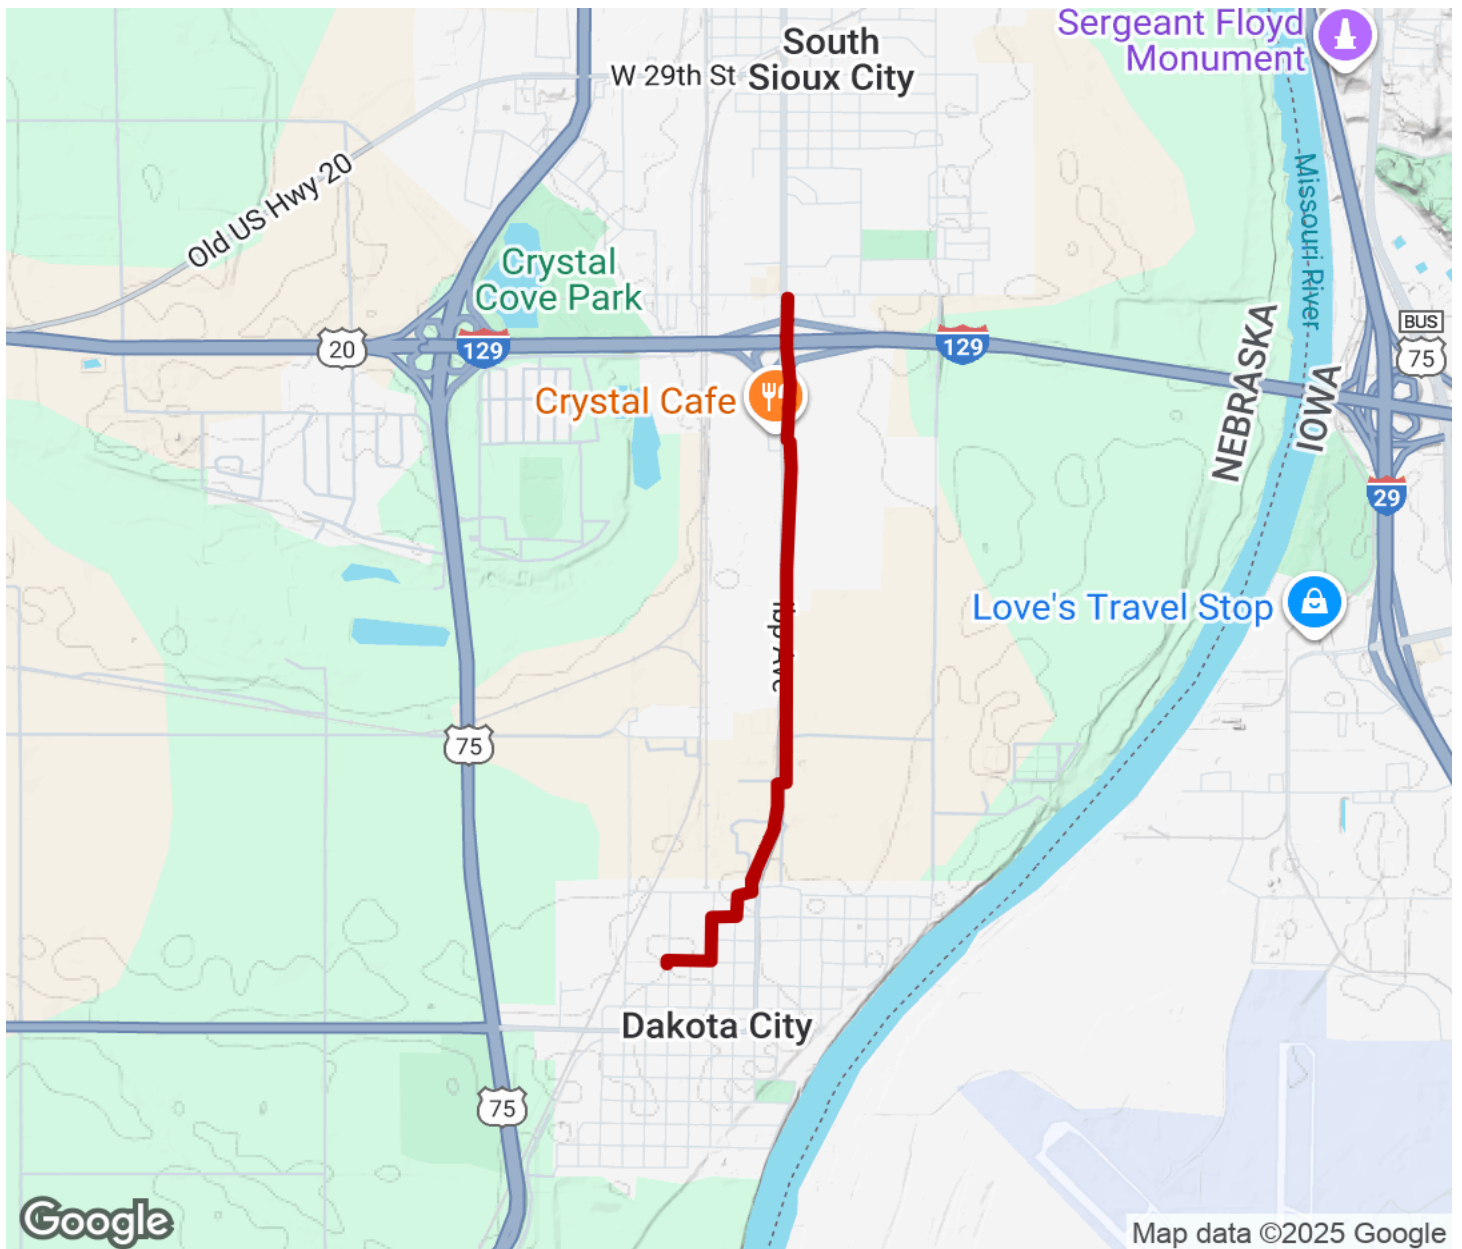 Sergeant Floyd
Monument
South
Sioux City
W 29th St
Old US Hwy 20
Missouri River
Crystal
Cove Park
NEBRASKA
IOWA
BUS
75
20
129
129
Crystal Cafe
29
Love's Travel Stop
75
Dakota City
75
Google
Map data ©2025 Google